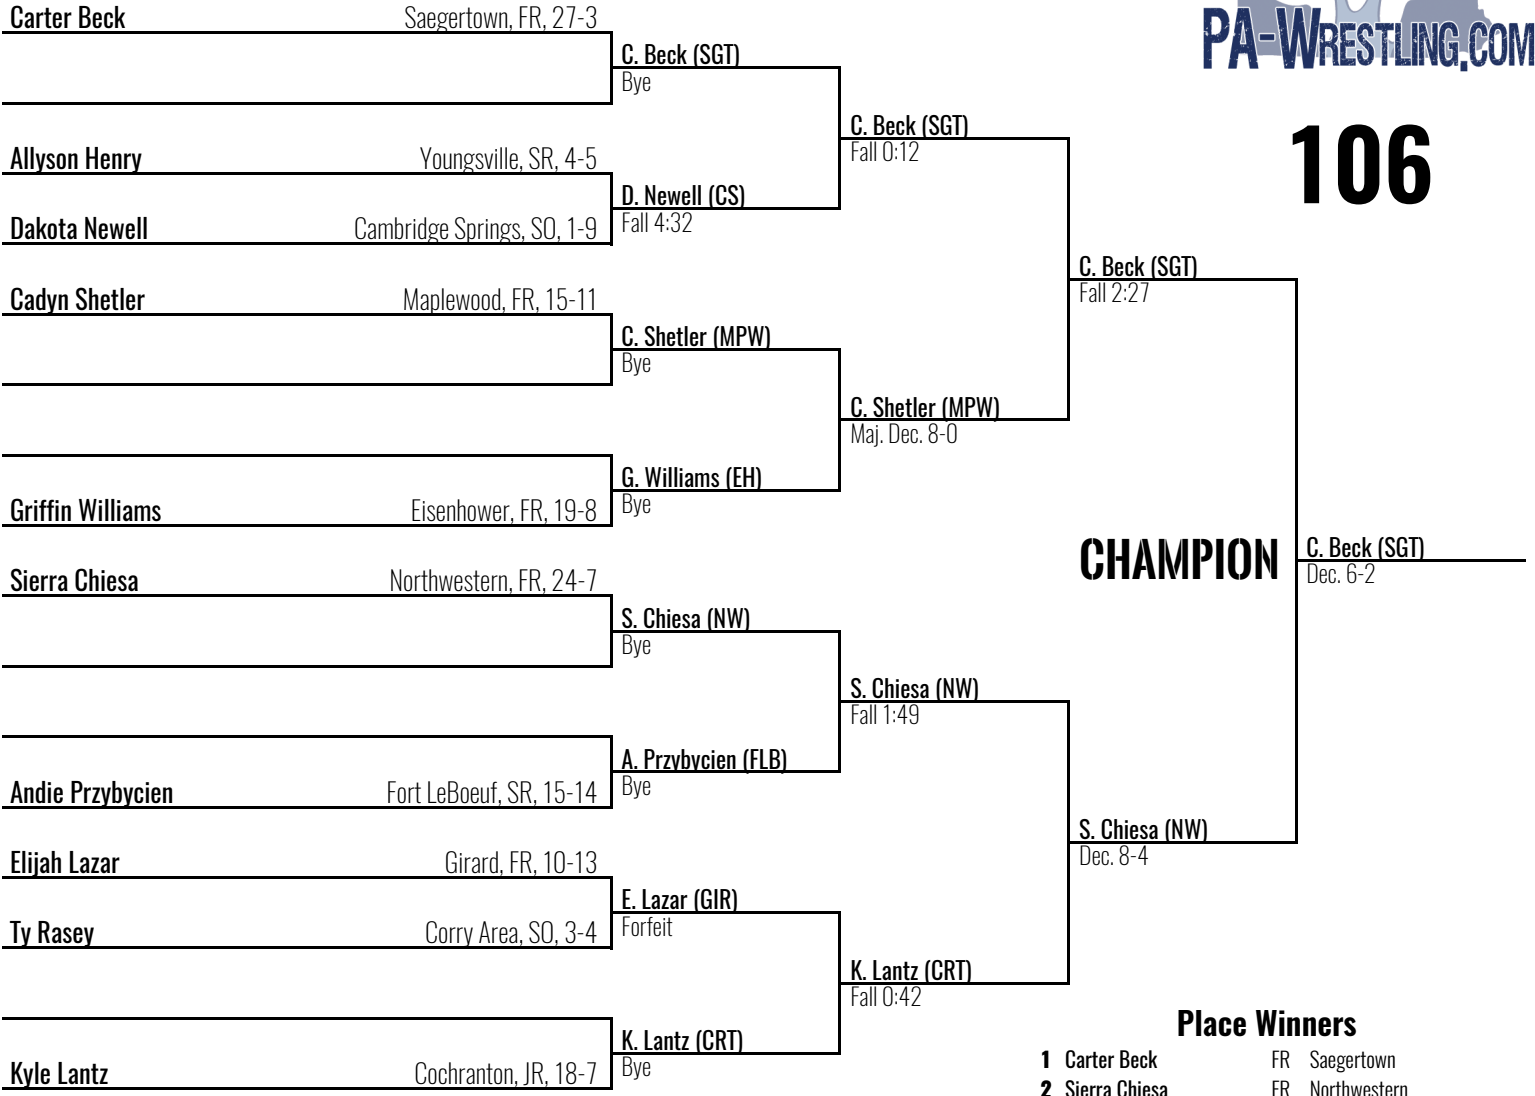 Carter Beck Saegertown, FR, 27-3
PA-WRESTLING.COM
C. Beck (SGT)
Bye
C. Beck (SGT)
Fall 0:12
106
Allyson Henry Youngsville, SR, 4-5
D. Newell (CS)
Fall 4:32
Dakota Newell Cambridge Springs, SO, 1-9
C. Beck (SGT)
Fall 2:27
Cadyn Shetler Maplewood, FR, 15-11
C. Shetler (MPW)
Bye
C. Shetler (MPW)
Maj. Dec. 8-0
G. Williams (EH)
Bye
Griffin Williams Eisenhower, FR, 19-8
CHAMPION
C. Beck (SGT)
Dec. 6-2
Sierra Chiesa Northwestern, FR, 24-7
S. Chiesa (NW)
Bye
S. Chiesa (NW)
Fall 1:49
A. Przybycien (FLB)
Bye
Andie Przybycien Fort LeBoeuf, SR, 15-14
S. Chiesa (NW)
Dec. 8-4
Elijah Lazar Girard, FR, 10-13
E. Lazar (GIR)
Forfeit
Ty Rasey Corry Area, SO, 3-4
K. Lantz (CRT)
Fall 0:42
K. Lantz (CRT)
Bye
Kyle Lantz Cochranton, JR, 18-7
Place Winners
1 Carter Beck FR Saegertown
2 Sierra Chiesa FR Northwestern